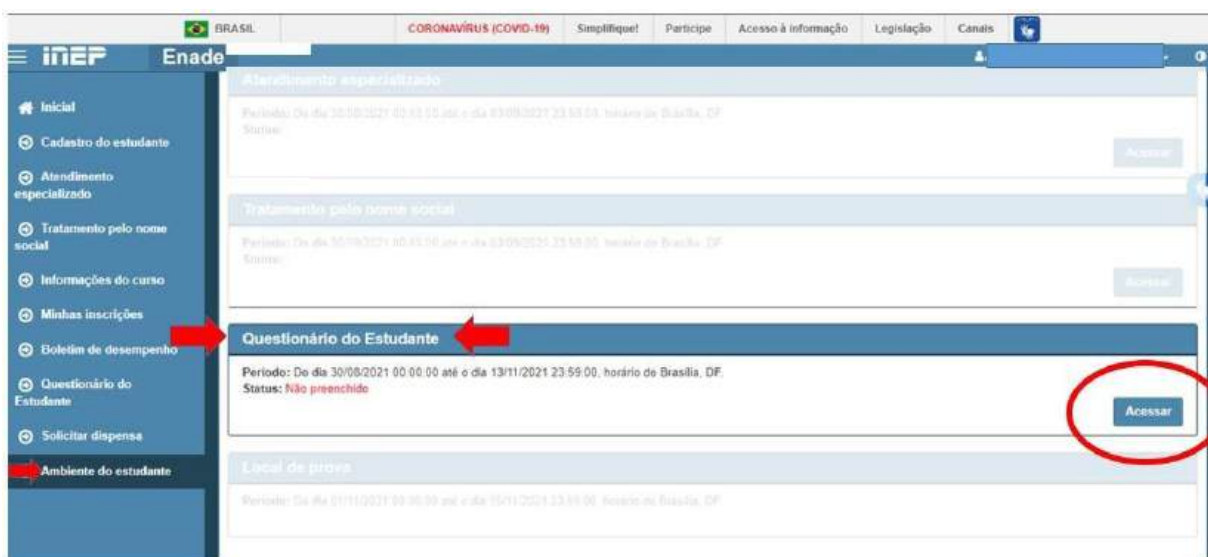 BRASIL CORONAVÍRUS (COVID-19) Simplifique! Participe Acesso à informação Legislação Canais
inep Enade
Inicial
Cadastro do estudante
Atendimento
especializado
Tratamento pelo nome
social
Informações do curso
Minhas inscrições
Boletim de desempenho
Questionário do
Estudante
Solicitar dispensa
Ambiente do estudante
Atendimento especializado
Status:
Acessar
Tratamento pelo nome social
Status:
Acessar
Questionário do Estudante
Período: Do dia 30/08/2021 00:00:00 até o dia 13/11/2021 23:59:00, horário de Brasília, DF.
Status: Não preenchido
Acessar
Local de prova